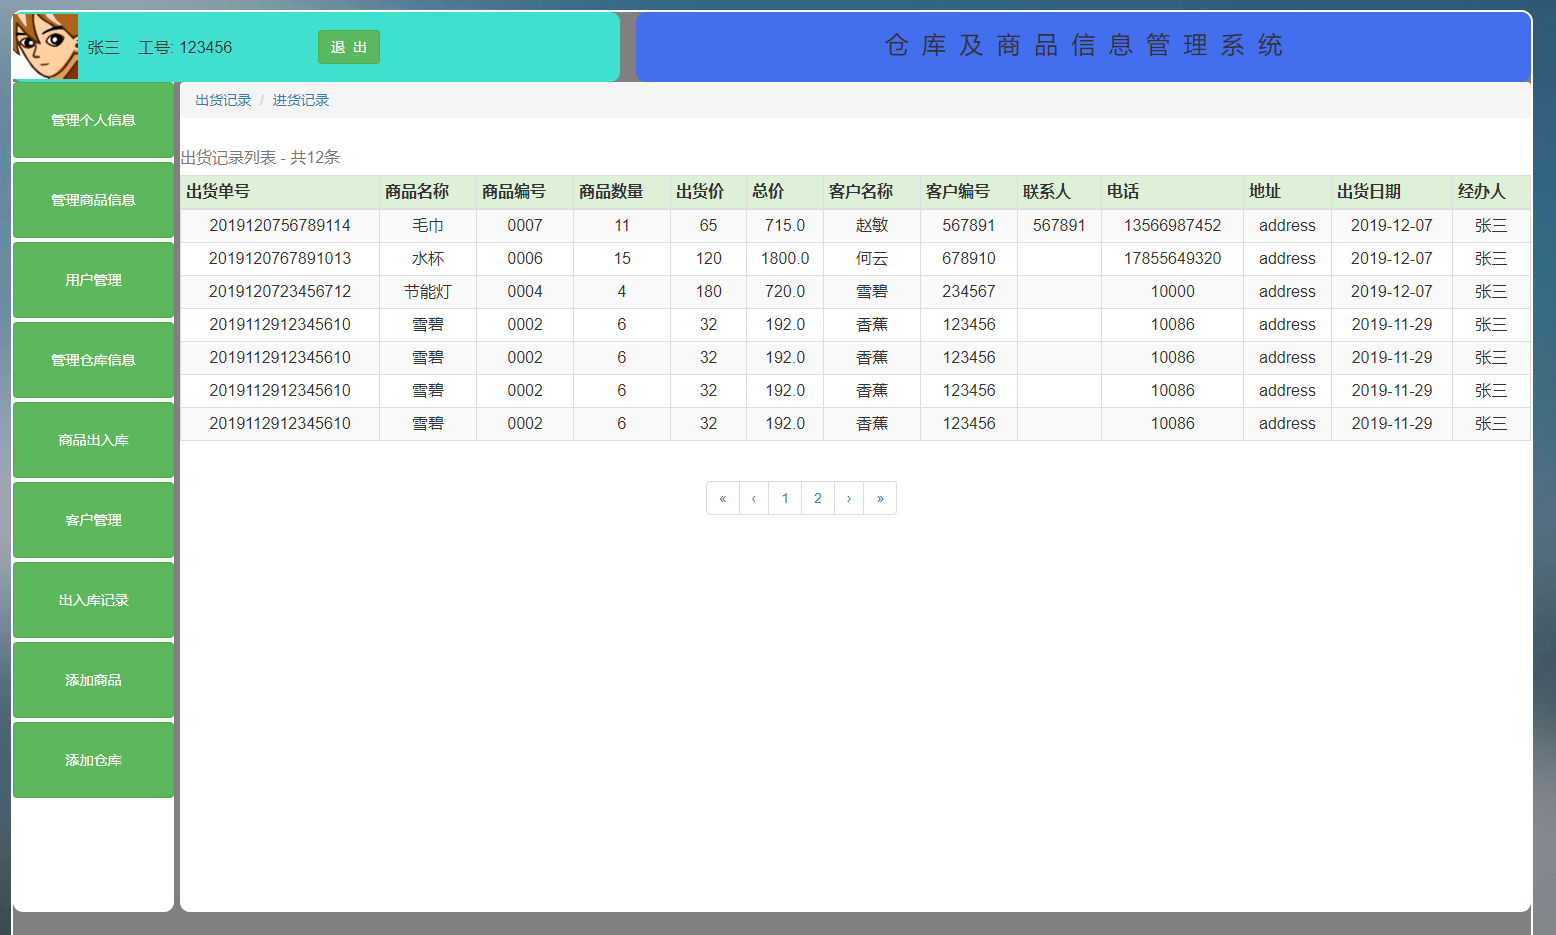 张三 工号: 123456 退 出
仓库及商品信息管理系统
管理个人信息
管理商品信息
用户管理
管理仓库信息
商品出入库
客户管理
出入库记录
添加商品
添加仓库
出货记录 / 进货记录
出货记录列表 - 共12条
出货单号 商品名称 商品编号 商品数量 出货价 总价 客户名称 客户编号 联系人 电话 地址 出货日期 经办人
2019120756789114 毛巾 0007 11 65 715.0 赵敏 567891 567891 13566987452 address 2019-12-07 张三
2019120767891013 水杯 0006 15 120 1800.0 何云 678910 17855649320 address 2019-12-07 张三
2019120723456712 节能灯 0004 4 180 720.0 雪碧 234567 10000 address 2019-12-07 张三
2019112912345610 雪碧 0002 6 32 192.0 香蕉 123456 10086 address 2019-11-29 张三
2019112912345610 雪碧 0002 6 32 192.0 香蕉 123456 10086 address 2019-11-29 张三
2019112912345610 雪碧 0002 6 32 192.0 香蕉 123456 10086 address 2019-11-29 张三
2019112912345610 雪碧 0002 6 32 192.0 香蕉 123456 10086 address 2019-11-29 张三
« ‹ 1 2 › »